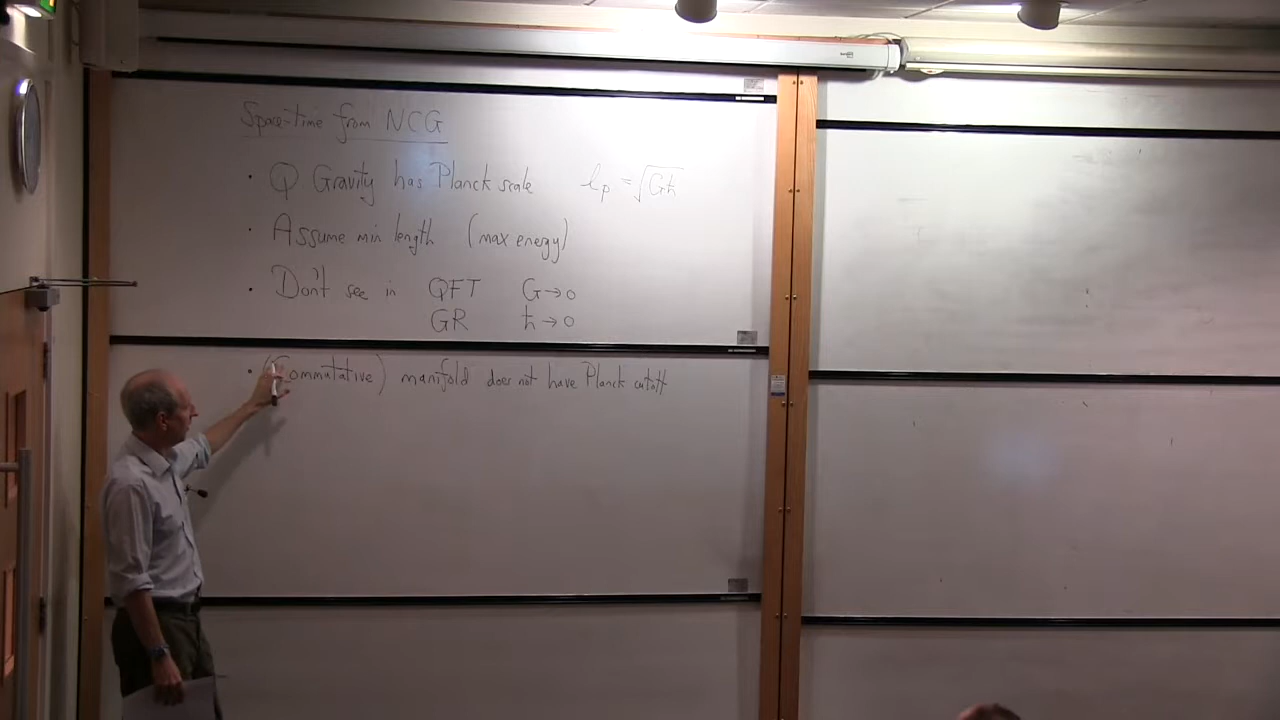 Space-time from NCG
• Q. Gravity has Planck scale lₚ = √Għ
• Assume min length (max energy)
• Don't see in QFT G→0
GR ħ→0
• (Commutative) manifold does not have Planck cutoff